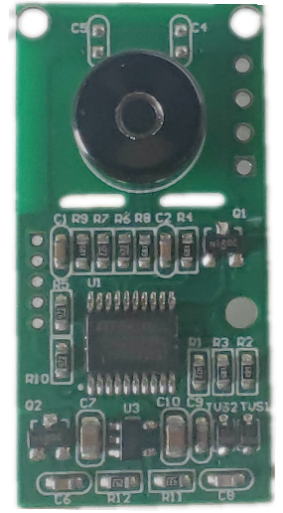 C5 C4
C1 R9 R7 R6 R8 C2 R4 Q1
R5 U1
R10
R1 R3 R2
Q2 C7 U3 C10 C9 TVS2 TVS1
C6 R12 R11 C8